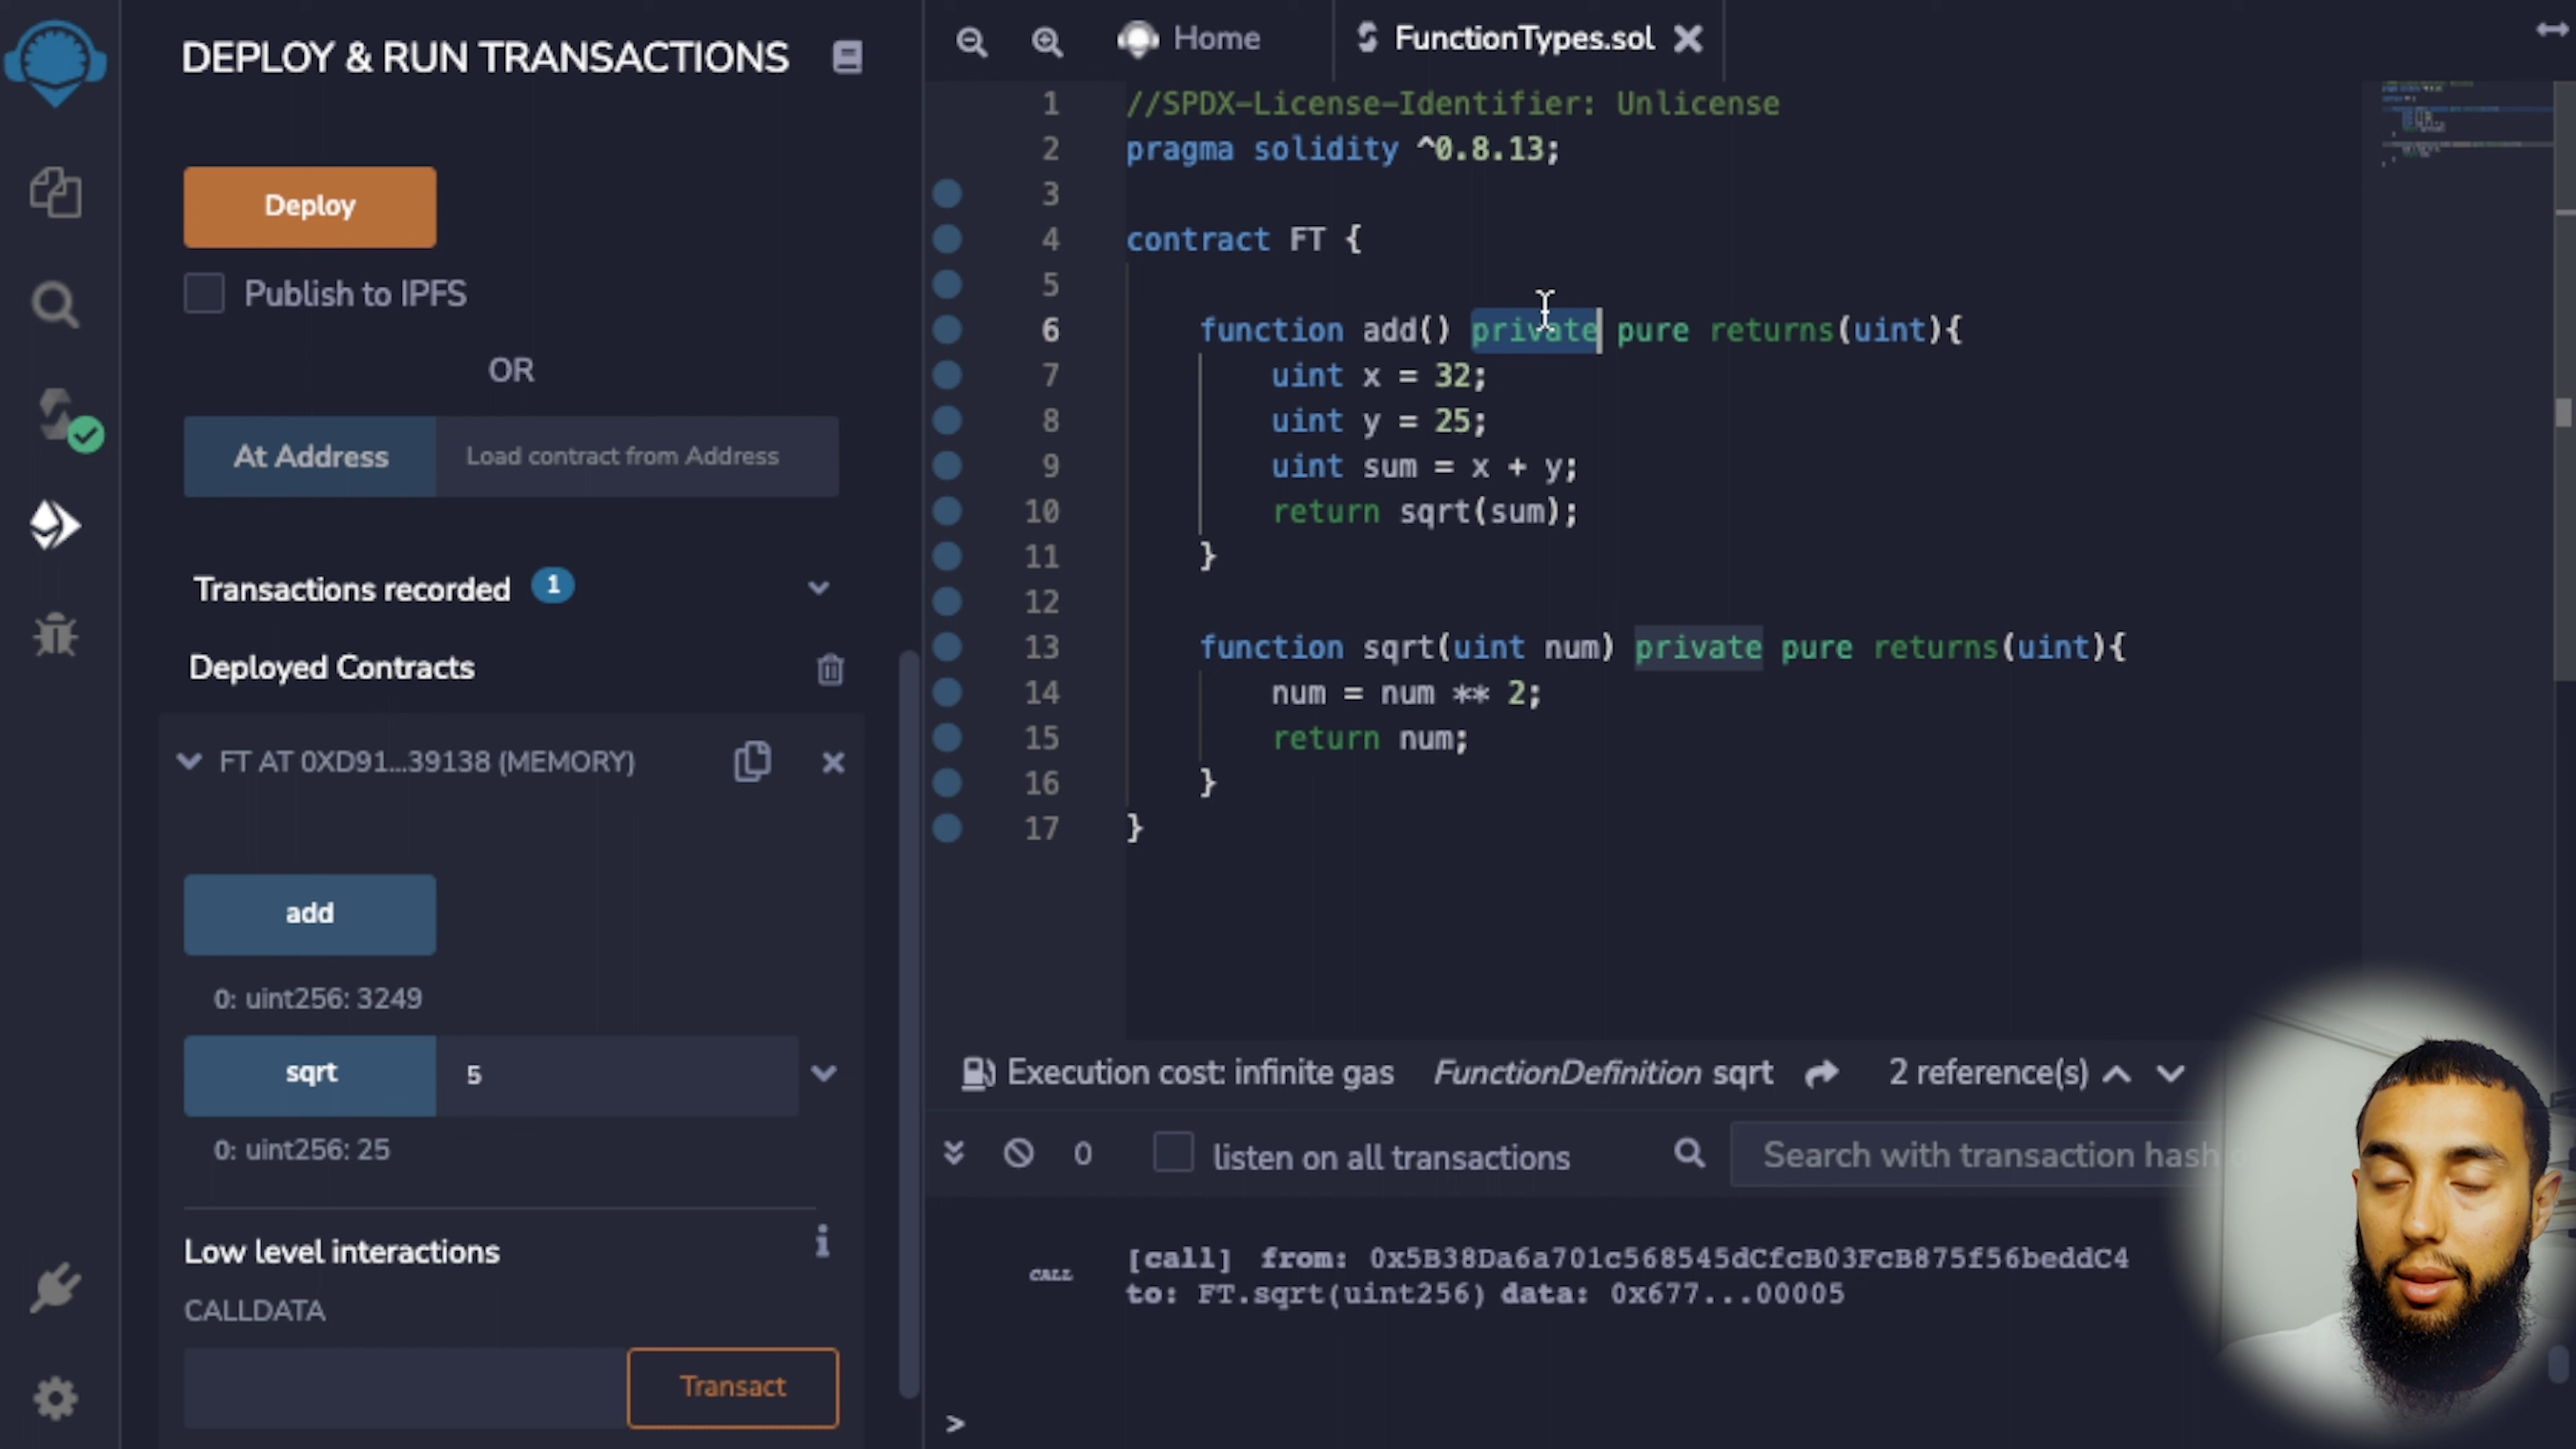 DEPLOY & RUN TRANSACTIONS
Deploy
Publish to IPFS
OR
At Address
Load contract from Address
Transactions recorded 1
Deployed Contracts
FT AT 0XD91...39138 (MEMORY)
add
0: uint256: 3249
sqrt 5
0: uint256: 25
Low level interactions
i
CALLDATA
Transact
Home
FunctionTypes.sol
1 //SPDX-License-Identifier: Unlicense
2 pragma solidity ^0.8.13;
3
4 contract FT {
5
6 function add() private pure returns(uint){
7 uint x = 32;
8 uint y = 25;
9 uint sum = x + y;
10 return sqrt(sum);
11 }
12
13 function sqrt(uint num) private pure returns(uint){
14 num = num ** 2;
15 return num;
16 }
17 }
Execution cost: infinite gas FunctionDefinition sqrt 2 reference(s)
0 listen on all transactions Search with transaction hash
CALL [call] from: 0x5B38Da6a701c568545dCfcB03FcB875f56beddC4
to: FT.sqrt(uint256) data: 0x677...00005
>